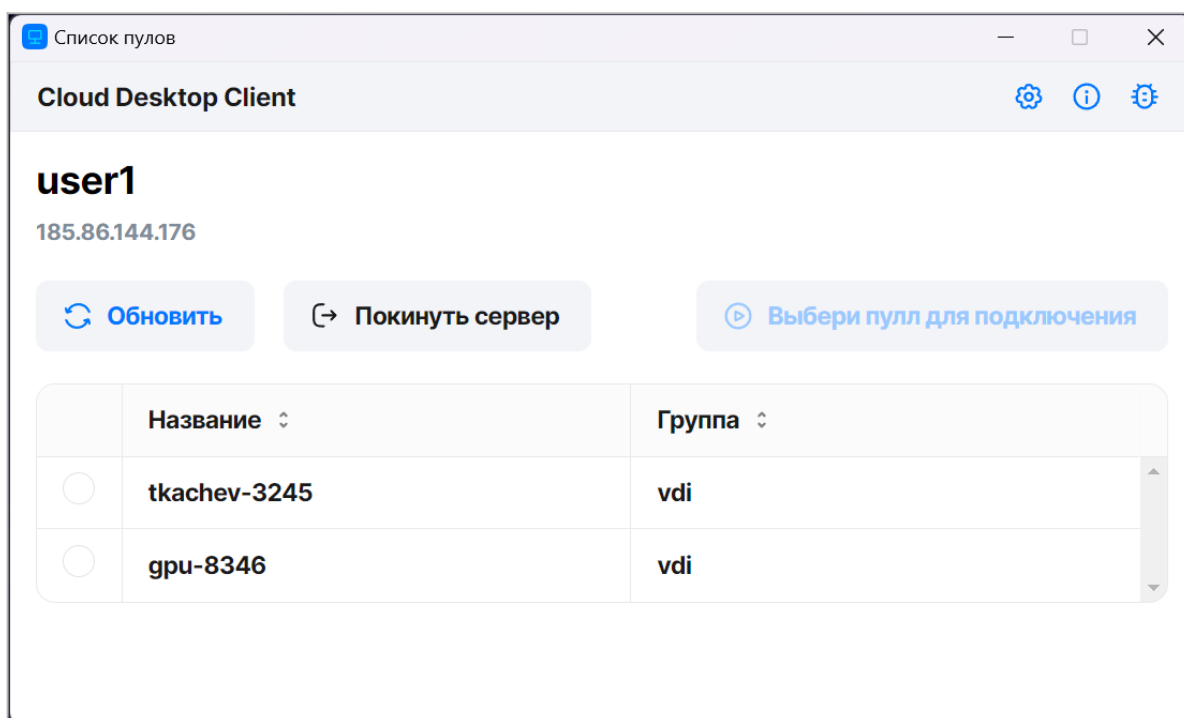 Список пулов
Cloud Desktop Client
user1
185.86.144.176
Обновить Покинуть сервер Выбери пулл для подключения
Название Группа
tkachev-3245 vdi
gpu-8346 vdi